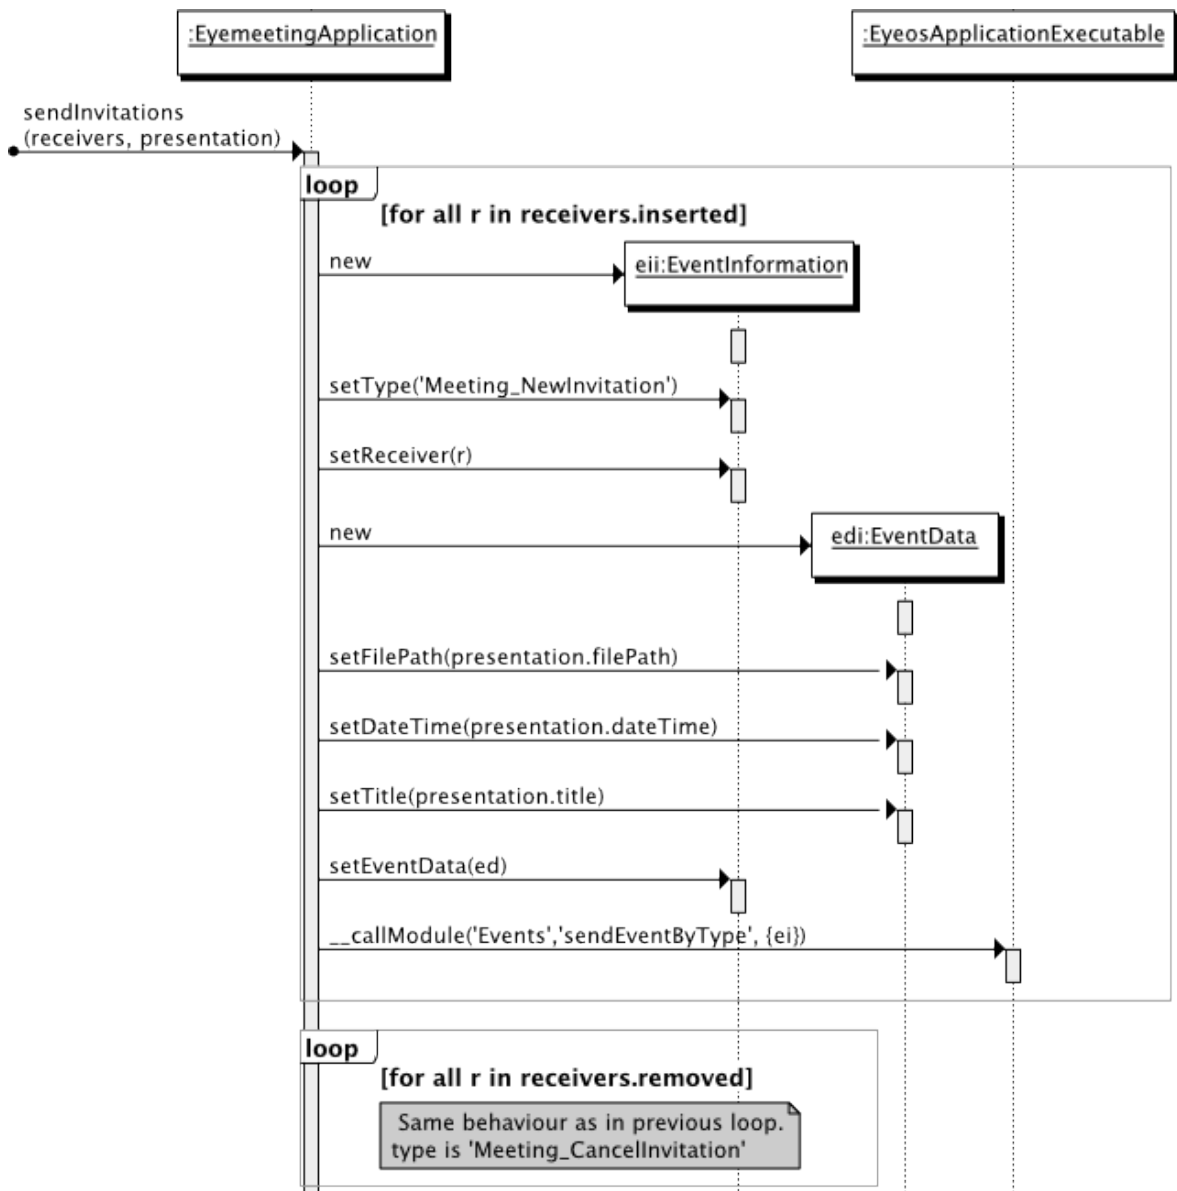 :EyemeetingApplication
:EyeosApplicationExecutable
sendInvitations
(receivers, presentation)
loop
[for all r in receivers.inserted]
new
eii:EventInformation
setType('Meeting_NewInvitation')
setReceiver(r)
new
edi:EventData
setFilePath(presentation.filePath)
setDateTime(presentation.dateTime)
setTitle(presentation.title)
setEventData(ed)
__callModule('Events','sendEventByType', {ei})
loop
[for all r in receivers.removed]
Same behaviour as in previous loop.
type is 'Meeting_CancelInvitation'